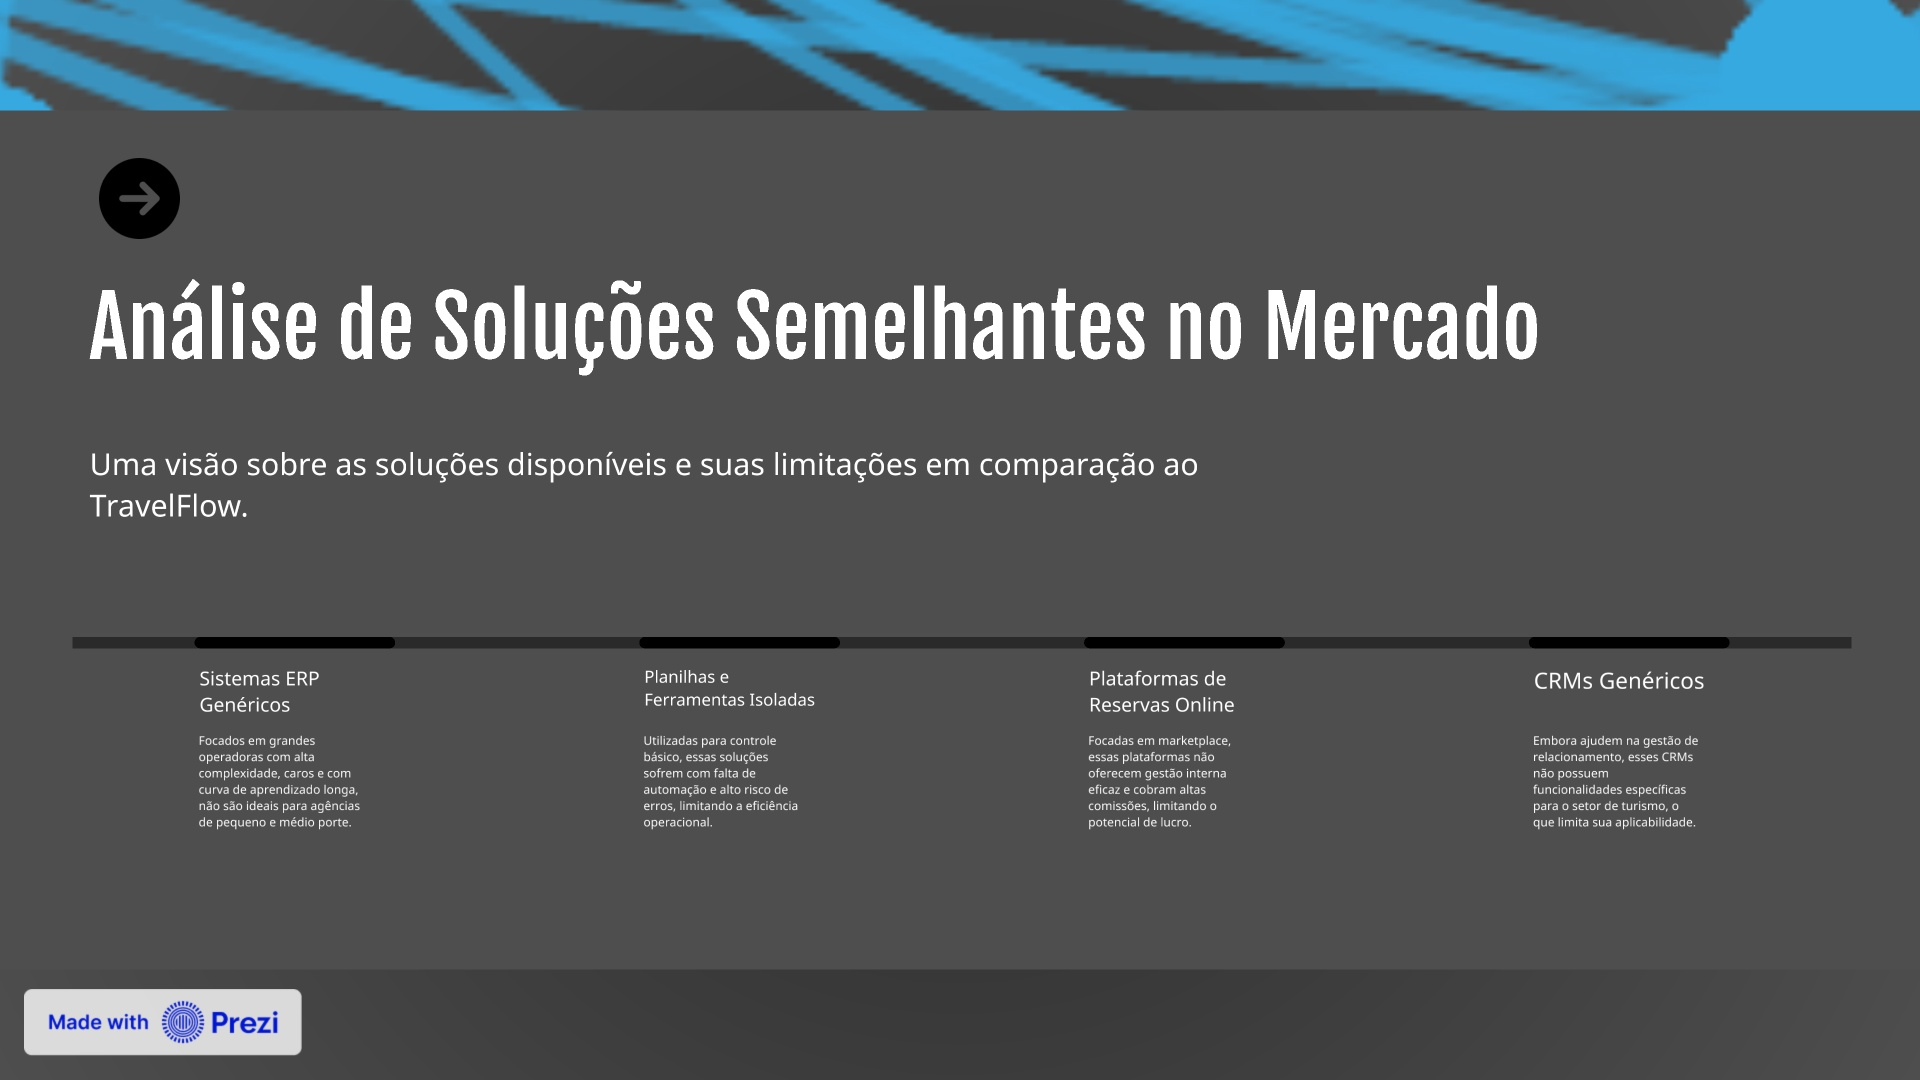 Análise de Soluções Semelhantes no Mercado
Uma visão sobre as soluções disponíveis e suas limitações em comparação ao
TravelFlow.
Sistemas ERP
Genéricos
Focados em grandes
operadoras com alta
complexidade, caros e com
curva de aprendizado longa,
não são ideais para agências
de pequeno e médio porte.
Planilhas e
Ferramentas Isoladas
Utilizadas para controle
básico, essas soluções
sofrem com falta de
automação e alto risco de
erros, limitando a eficiência
operacional.
Plataformas de
Reservas Online
Focadas em marketplace,
essas plataformas não
oferecem gestão interna
eficaz e cobram altas
comissões, limitando o
potencial de lucro.
CRMs Genéricos
Embora ajudem na gestão de
relacionamento, esses CRMs
não possuem
funcionalidades específicas
para o setor de turismo, o
que limita sua aplicabilidade.
Made with Prezi